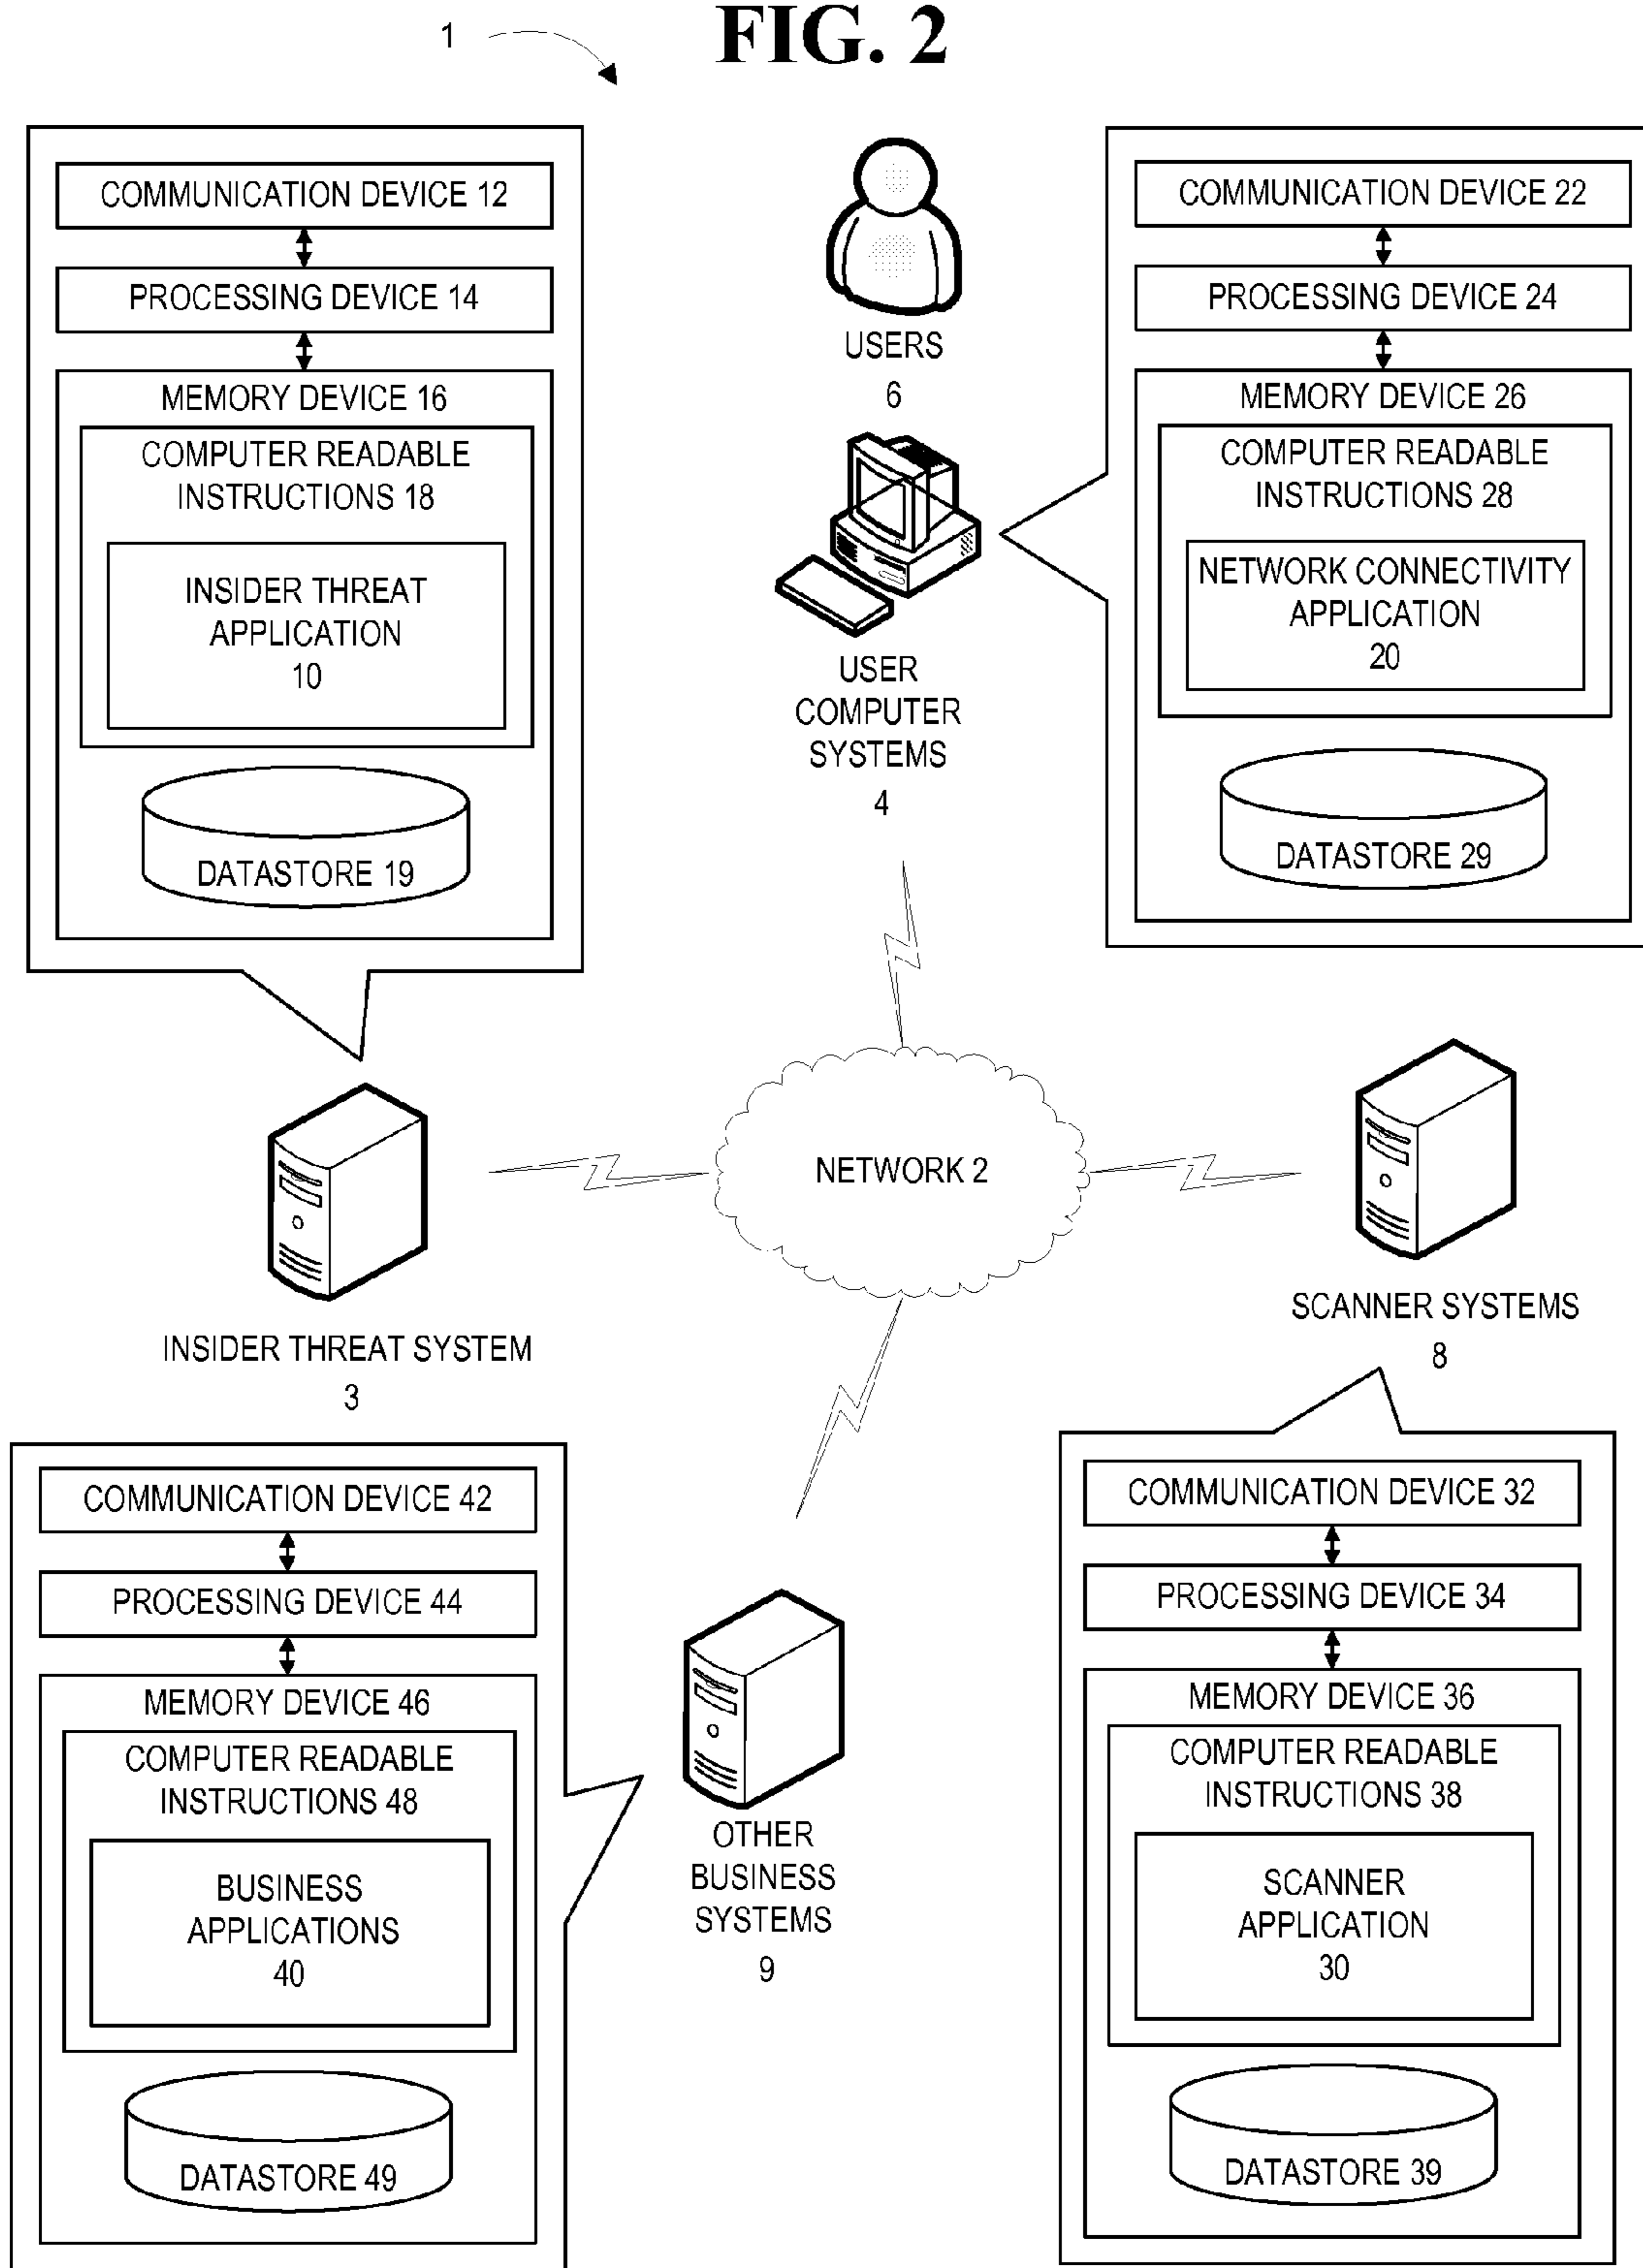 FIG. 2
1
COMMUNICATION DEVICE 12
PROCESSING DEVICE 14
MEMORY DEVICE 16
COMPUTER READABLE
INSTRUCTIONS 18
INSIDER THREAT
APPLICATION
10
DATASTORE 19
USERS
6
USER
COMPUTER
SYSTEMS
4
COMMUNICATION DEVICE 22
PROCESSING DEVICE 24
MEMORY DEVICE 26
COMPUTER READABLE
INSTRUCTIONS 28
NETWORK CONNECTIVITY
APPLICATION
20
DATASTORE 29
INSIDER THREAT SYSTEM
3
NETWORK 2
SCANNER SYSTEMS
8
COMMUNICATION DEVICE 42
PROCESSING DEVICE 44
MEMORY DEVICE 46
COMPUTER READABLE
INSTRUCTIONS 48
BUSINESS
APPLICATIONS
40
DATASTORE 49
OTHER
BUSINESS
SYSTEMS
9
COMMUNICATION DEVICE 32
PROCESSING DEVICE 34
MEMORY DEVICE 36
COMPUTER READABLE
INSTRUCTIONS 38
SCANNER
APPLICATION
30
DATASTORE 39